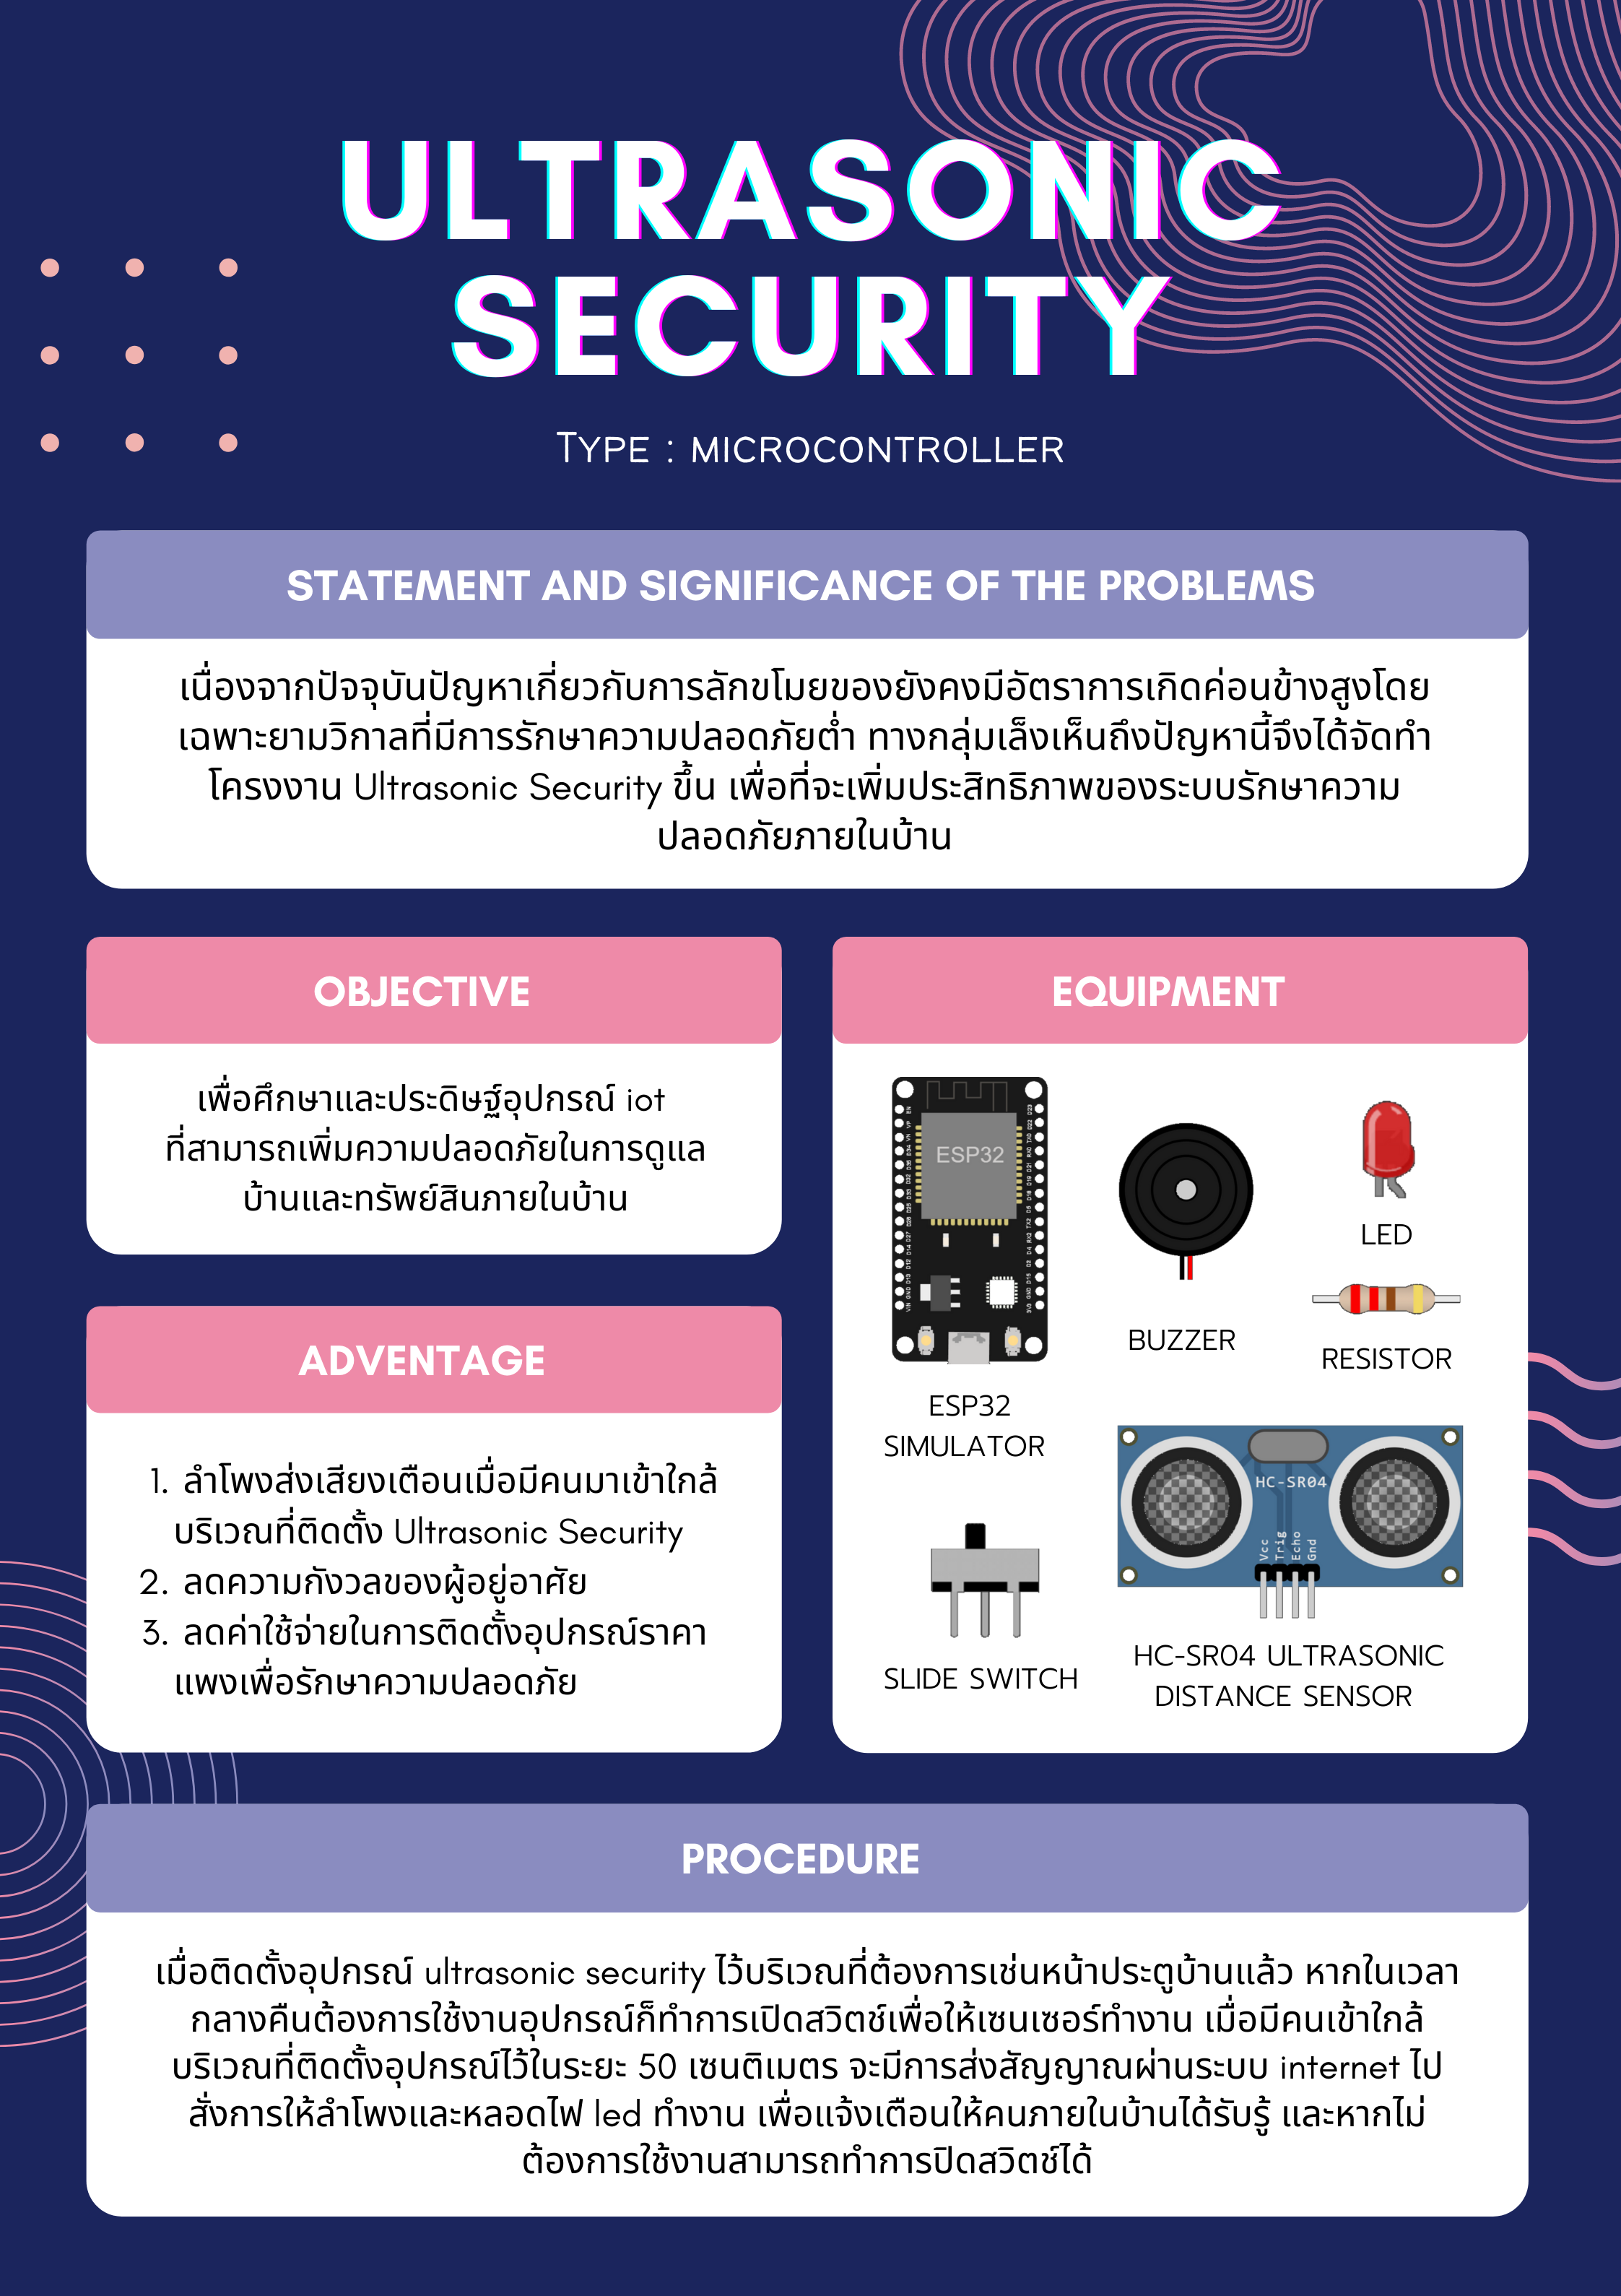 ULTRASONIC
SECURITY
TYPE : MICROCONTROLLER
STATEMENT AND SIGNIFICANCE OF THE PROBLEMS
เนื่องจากปัจจุบันปัญหาเกี่ยวกับการลักขโมยของยังคงมีอัตราการเกิดค่อนข้างสูงโดย
เฉพาะยามวิกาลที่มีการรักษาความปลอดภัยต่ำ ทางกลุ่มเล็งเห็นถึงปัญหานี้จึงได้จัดทำ
โครงงาน Ultrasonic Security ขึ้น เพื่อที่จะเพิ่มประสิทธิภาพของระบบรักษาความ
ปลอดภัยภายในบ้าน
OBJECTIVE
เพื่อศึกษาและประดิษฐ์อุปกรณ์ iot
ที่สามารถเพิ่มความปลอดภัยในการดูแล
บ้านและทรัพย์สินภายในบ้าน
ADVENTAGE
1. ลำโพงส่งเสียงเตือนเมื่อมีคนมาเข้าใกล้
บริเวณที่ติดตั้ง Ultrasonic Security
2. ลดความกังวลของผู้อยู่อาศัย
3. ลดค่าใช้จ่ายในการติดตั้งอุปกรณ์ราคา
แพงเพื่อรักษาความปลอดภัย
EQUIPMENT
ESP32
ESP32
SIMULATOR
BUZZER
LED
RESISTOR
SLIDE SWITCH
HC-SR04
Vcc
Trig
Echo
Gnd
HC-SR04 ULTRASONIC
DISTANCE SENSOR
PROCEDURE
เมื่อติดตั้งอุปกรณ์ ultrasonic security ไว้บริเวณที่ต้องการเช่นหน้าประตูบ้านแล้ว หากในเวลา
กลางคืนต้องการใช้งานอุปกรณ์ก็ทำการเปิดสวิตช์เพื่อให้เซนเซอร์ทำงาน เมื่อมีคนเข้าใกล้
บริเวณที่ติดตั้งอุปกรณ์ไว้ในระยะ 50 เซนติเมตร จะมีการส่งสัญญาณผ่านระบบ internet ไป
สั่งการให้ลำโพงและหลอดไฟ led ทำงาน เพื่อแจ้งเตือนให้คนภายในบ้านได้รับรู้ และหากไม่
ต้องการใช้งานสามารถทำการปิดสวิตช์ได้